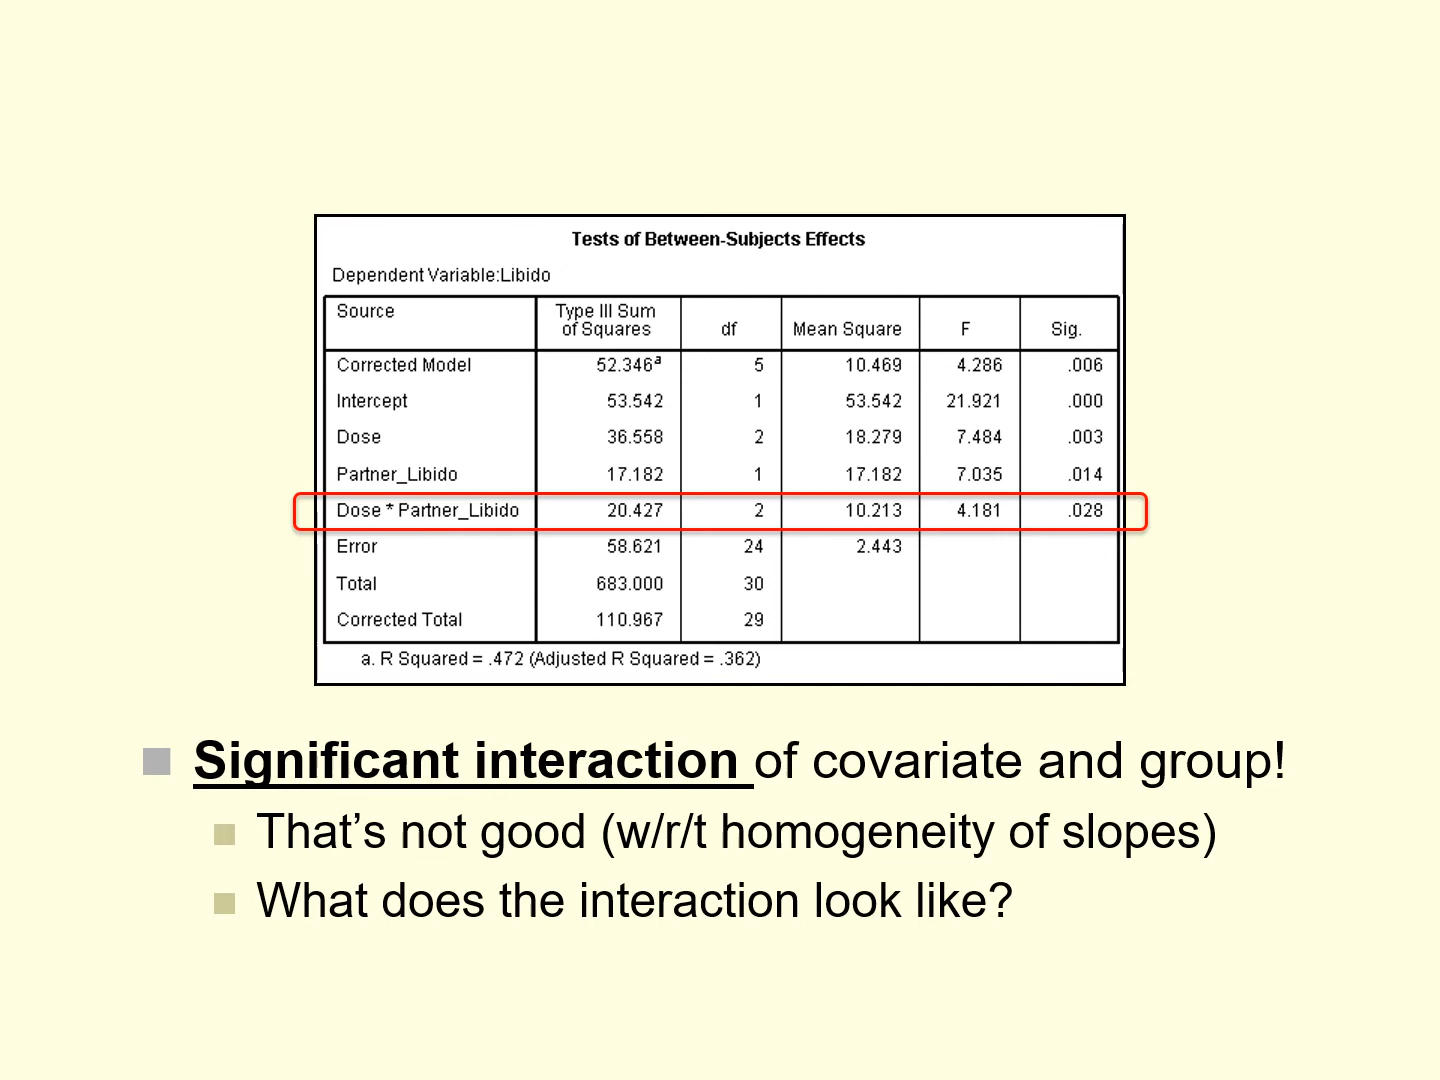 Tests of Between-Subjects Effects
Dependent Variable:Libido
Source Type III Sum of Squares df Mean Square F Sig.
Corrected Model 52.346a 5 10.469 4.286 .006
Intercept 53.542 1 53.542 21.921 .000
Dose 36.558 2 18.279 7.484 .003
Partner_Libido 17.182 1 17.182 7.035 .014
Dose * Partner_Libido 20.427 2 10.213 4.181 .028
Error 58.621 24 2.443
Total 683.000 30
Corrected Total 110.967 29
a. R Squared = .472 (Adjusted R Squared = .362)
Significant interaction of covariate and group!
That’s not good (w/r/t homogeneity of slopes)
What does the interaction look like?